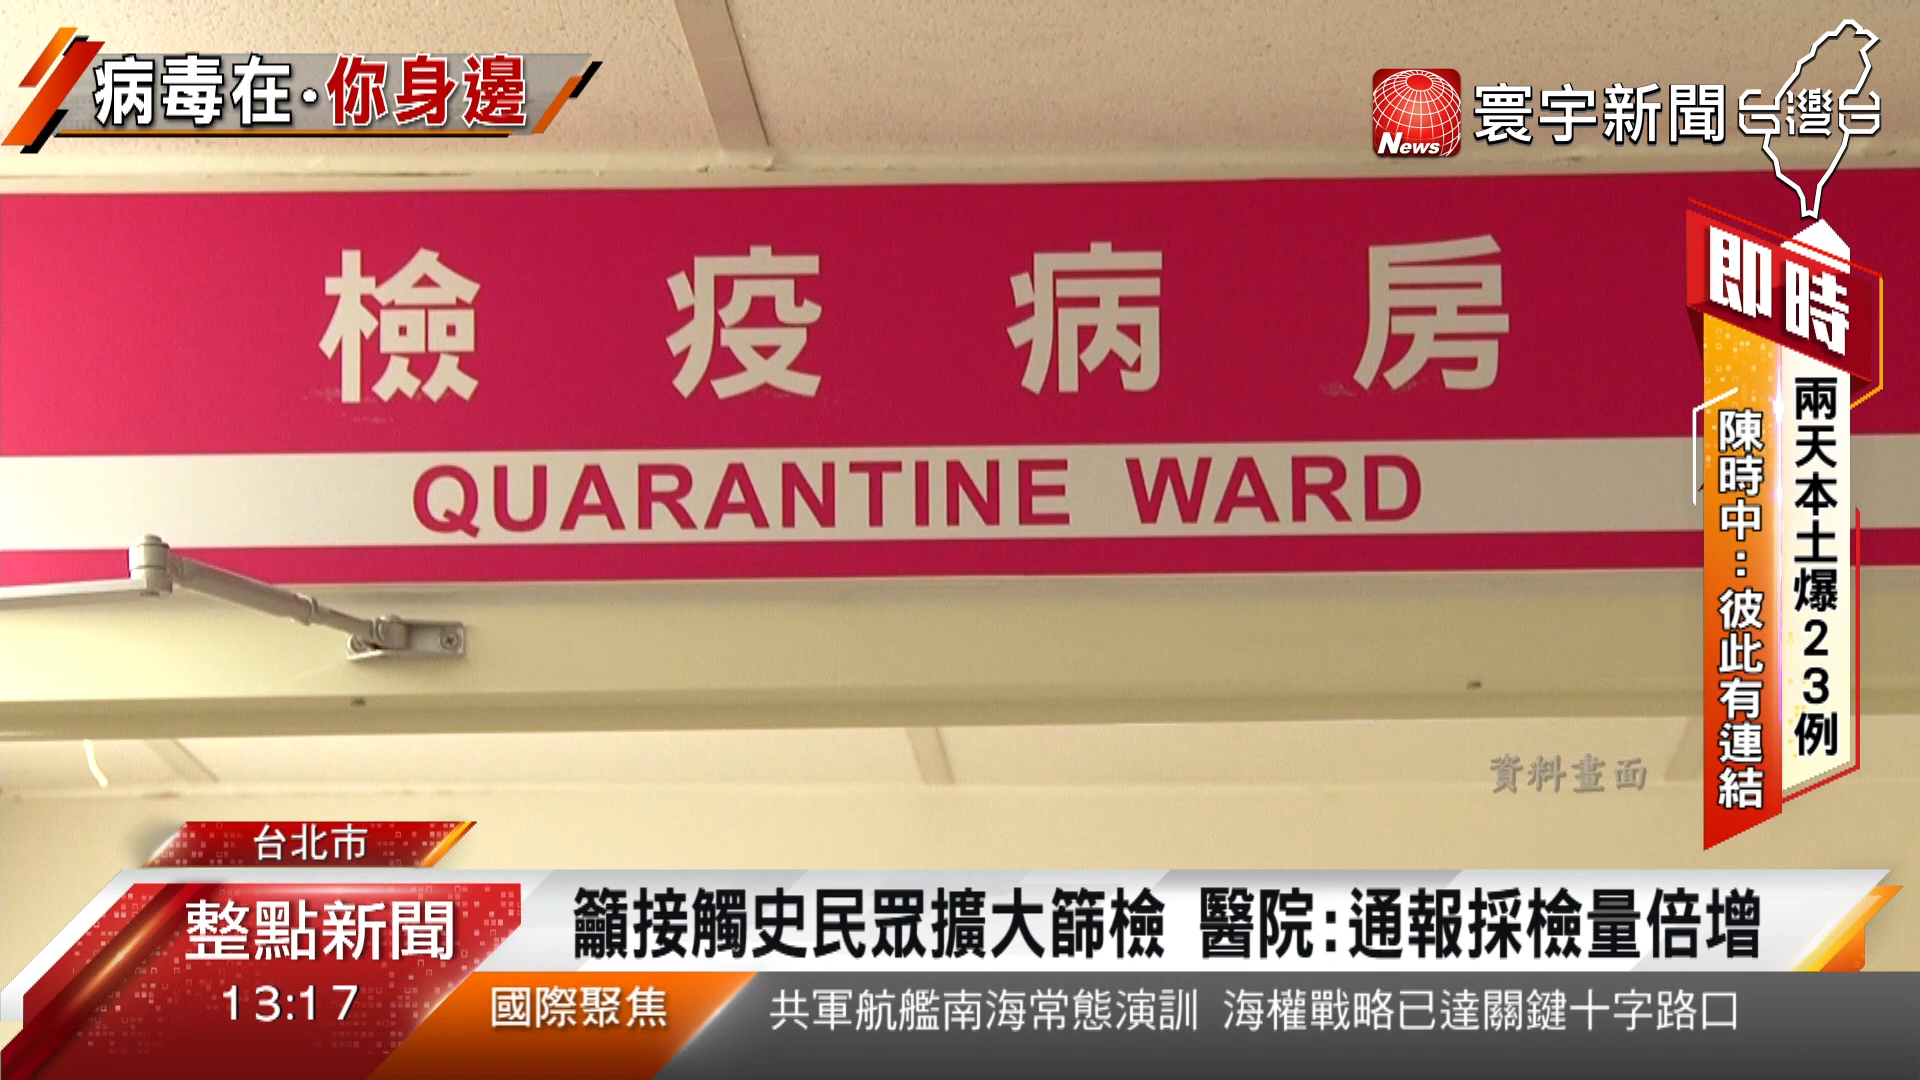 病毒在·你身邊
News
寰宇新聞台灣台
檢疫病房
QUARANTINE WARD
即時
兩天本土爆23例
陳時中：彼此有連結
資料畫面
台北市
整點新聞
13:17
籲接觸史民眾擴大篩檢 醫院:通報採檢量倍增
國際聚焦
共軍航艦南海常態演訓 海權戰略已達關鍵十字路口